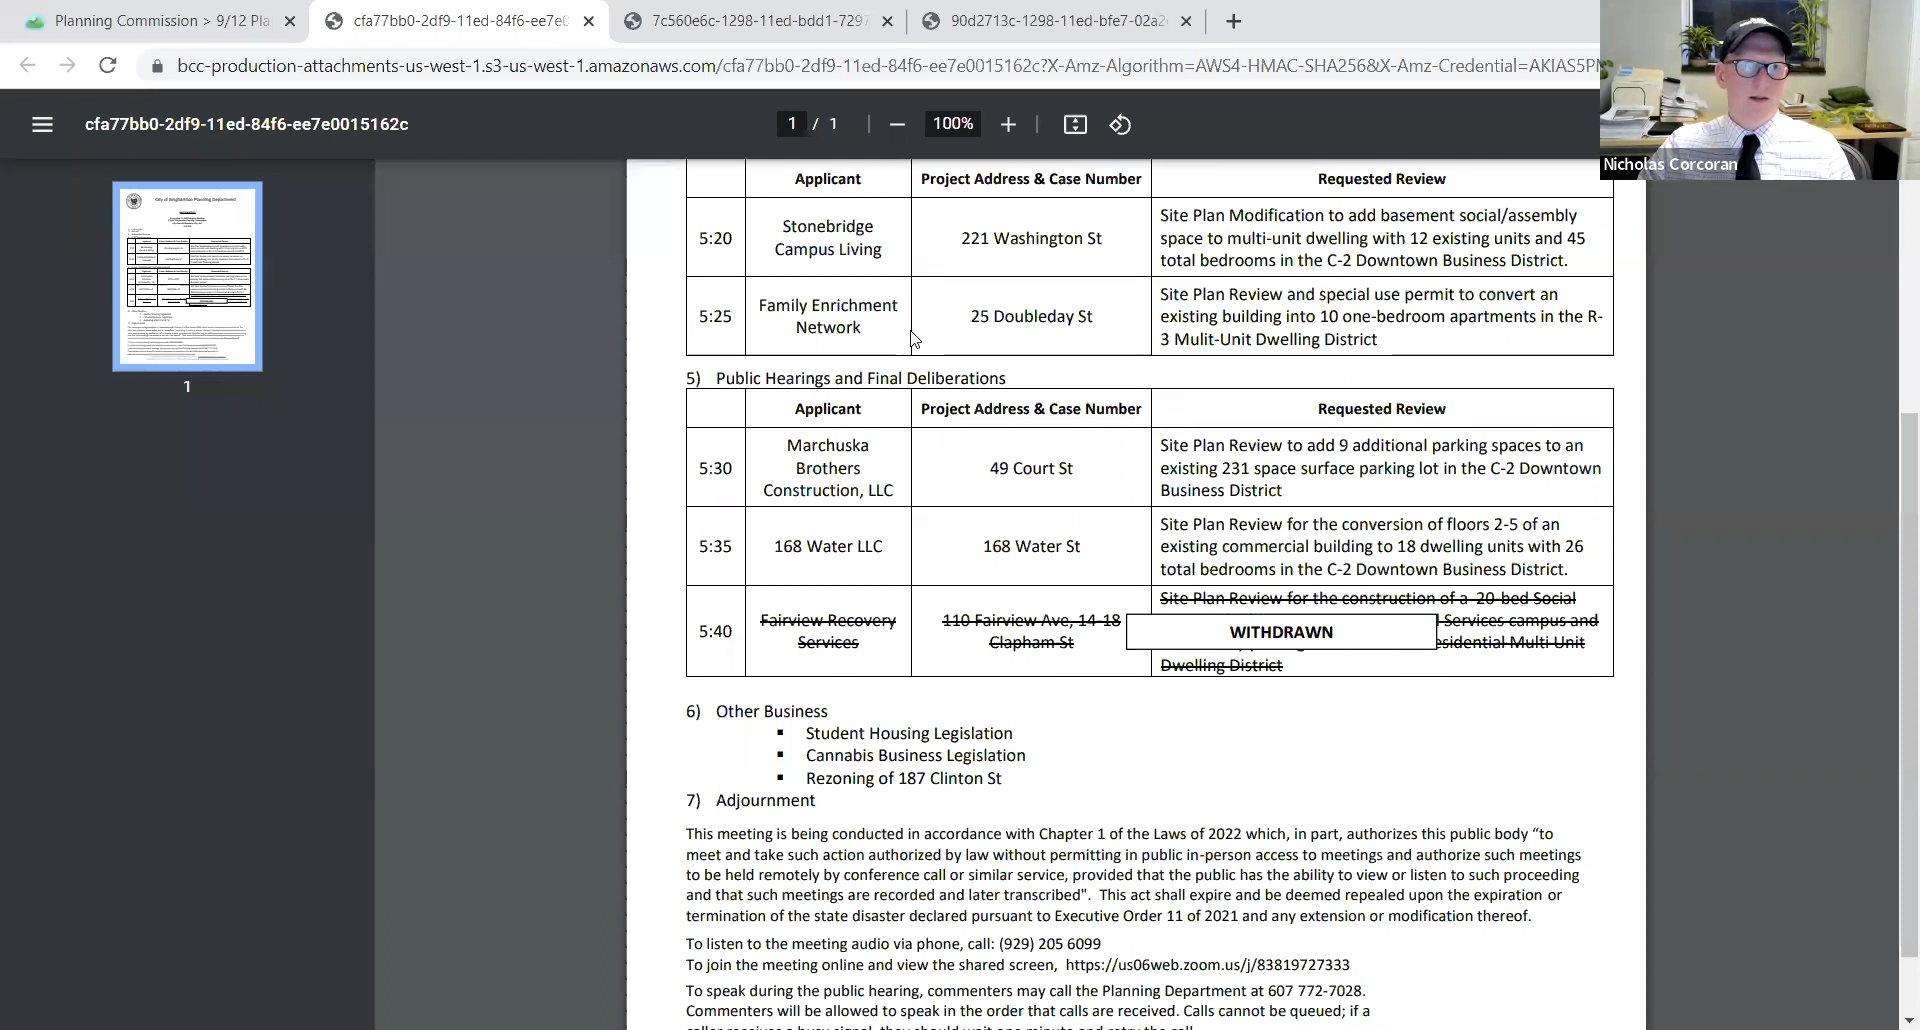 Planning Commission > 9/12 Pla
cfa77bb0-2df9-11ed-84f6-ee7e0
7c560e6c-1298-11ed-bdd1-7297
90d2713c-1298-11ed-bfe7-02a2
bcc-production-attachments-us-west-1.s3-us-west-1.amazonaws.com/cfa77bb0-2df9-11ed-84f6-ee7e0015162c?X-Amz-Algorithm=AWS4-HMAC-SHA256&X-Amz-Credential=AKIAS5P
cfa77bb0-2df9-11ed-84f6-ee7e0015162c
1 / 1
100%
Nicholas Corcoran
City of Binghamton Planning Department
1
Applicant Project Address & Case Number Requested Review
5:20
Stonebridge
Campus Living
221 Washington St
Site Plan Modification to add basement social/assembly
space to multi-unit dwelling with 12 existing units and 45
total bedrooms in the C-2 Downtown Business District.
5:25
Family Enrichment
Network
25 Doubleday St
Site Plan Review and special use permit to convert an
existing building into 10 one-bedroom apartments in the R-
3 Mulit-Unit Dwelling District
5) Public Hearings and Final Deliberations
Applicant Project Address & Case Number Requested Review
5:30
Marchuska
Brothers
Construction, LLC
49 Court St
Site Plan Review to add 9 additional parking spaces to an
existing 231 space surface parking lot in the C-2 Downtown
Business District
5:35
168 Water LLC
168 Water St
Site Plan Review for the conversion of floors 2-5 of an
existing commercial building to 18 dwelling units with 26
total bedrooms in the C-2 Downtown Business District.
5:40
Fairview Recovery
Services
110 Fairview Ave, 14-18
Clapham St
Site Plan Review for the construction of a 20-bed Social
Services campus and
WITHDRAWN
esidential Multi Unit
Dwelling District
6) Other Business
▪ Student Housing Legislation
▪ Cannabis Business Legislation
▪ Rezoning of 187 Clinton St
7) Adjournment
This meeting is being conducted in accordance with Chapter 1 of the Laws of 2022 which, in part, authorizes this public body “to
meet and take such action authorized by law without permitting in public in-person access to meetings and authorize such meetings
to be held remotely by conference call or similar service, provided that the public has the ability to view or listen to such proceeding
and that such meetings are recorded and later transcribed". This act shall expire and be deemed repealed upon the expiration or
termination of the state disaster declared pursuant to Executive Order 11 of 2021 and any extension or modification thereof.
To listen to the meeting audio via phone, call: (929) 205 6099
To join the meeting online and view the shared screen, https://us06web.zoom.us/j/83819727333
To speak during the public hearing, commenters may call the Planning Department at 607 772-7028.
Commenters will be allowed to speak in the order that calls are received. Calls cannot be queued; if a
caller receives a busy signal, they should wait one minute and retry the call.